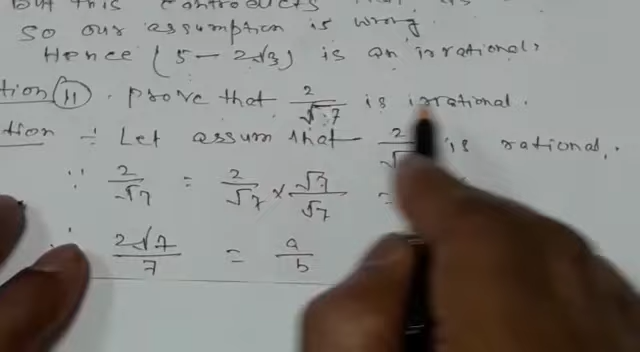 So our assumption is wrong.
Hence (5 - 2√3) is an irrational.
tion (11). prove that 2/√7 is irrational.
tion ÷ Let assum that 2/√ is rational.
∵ 2/√7 = 2/√7 × √7/√7 =
∴ 2√7/7 = a/b